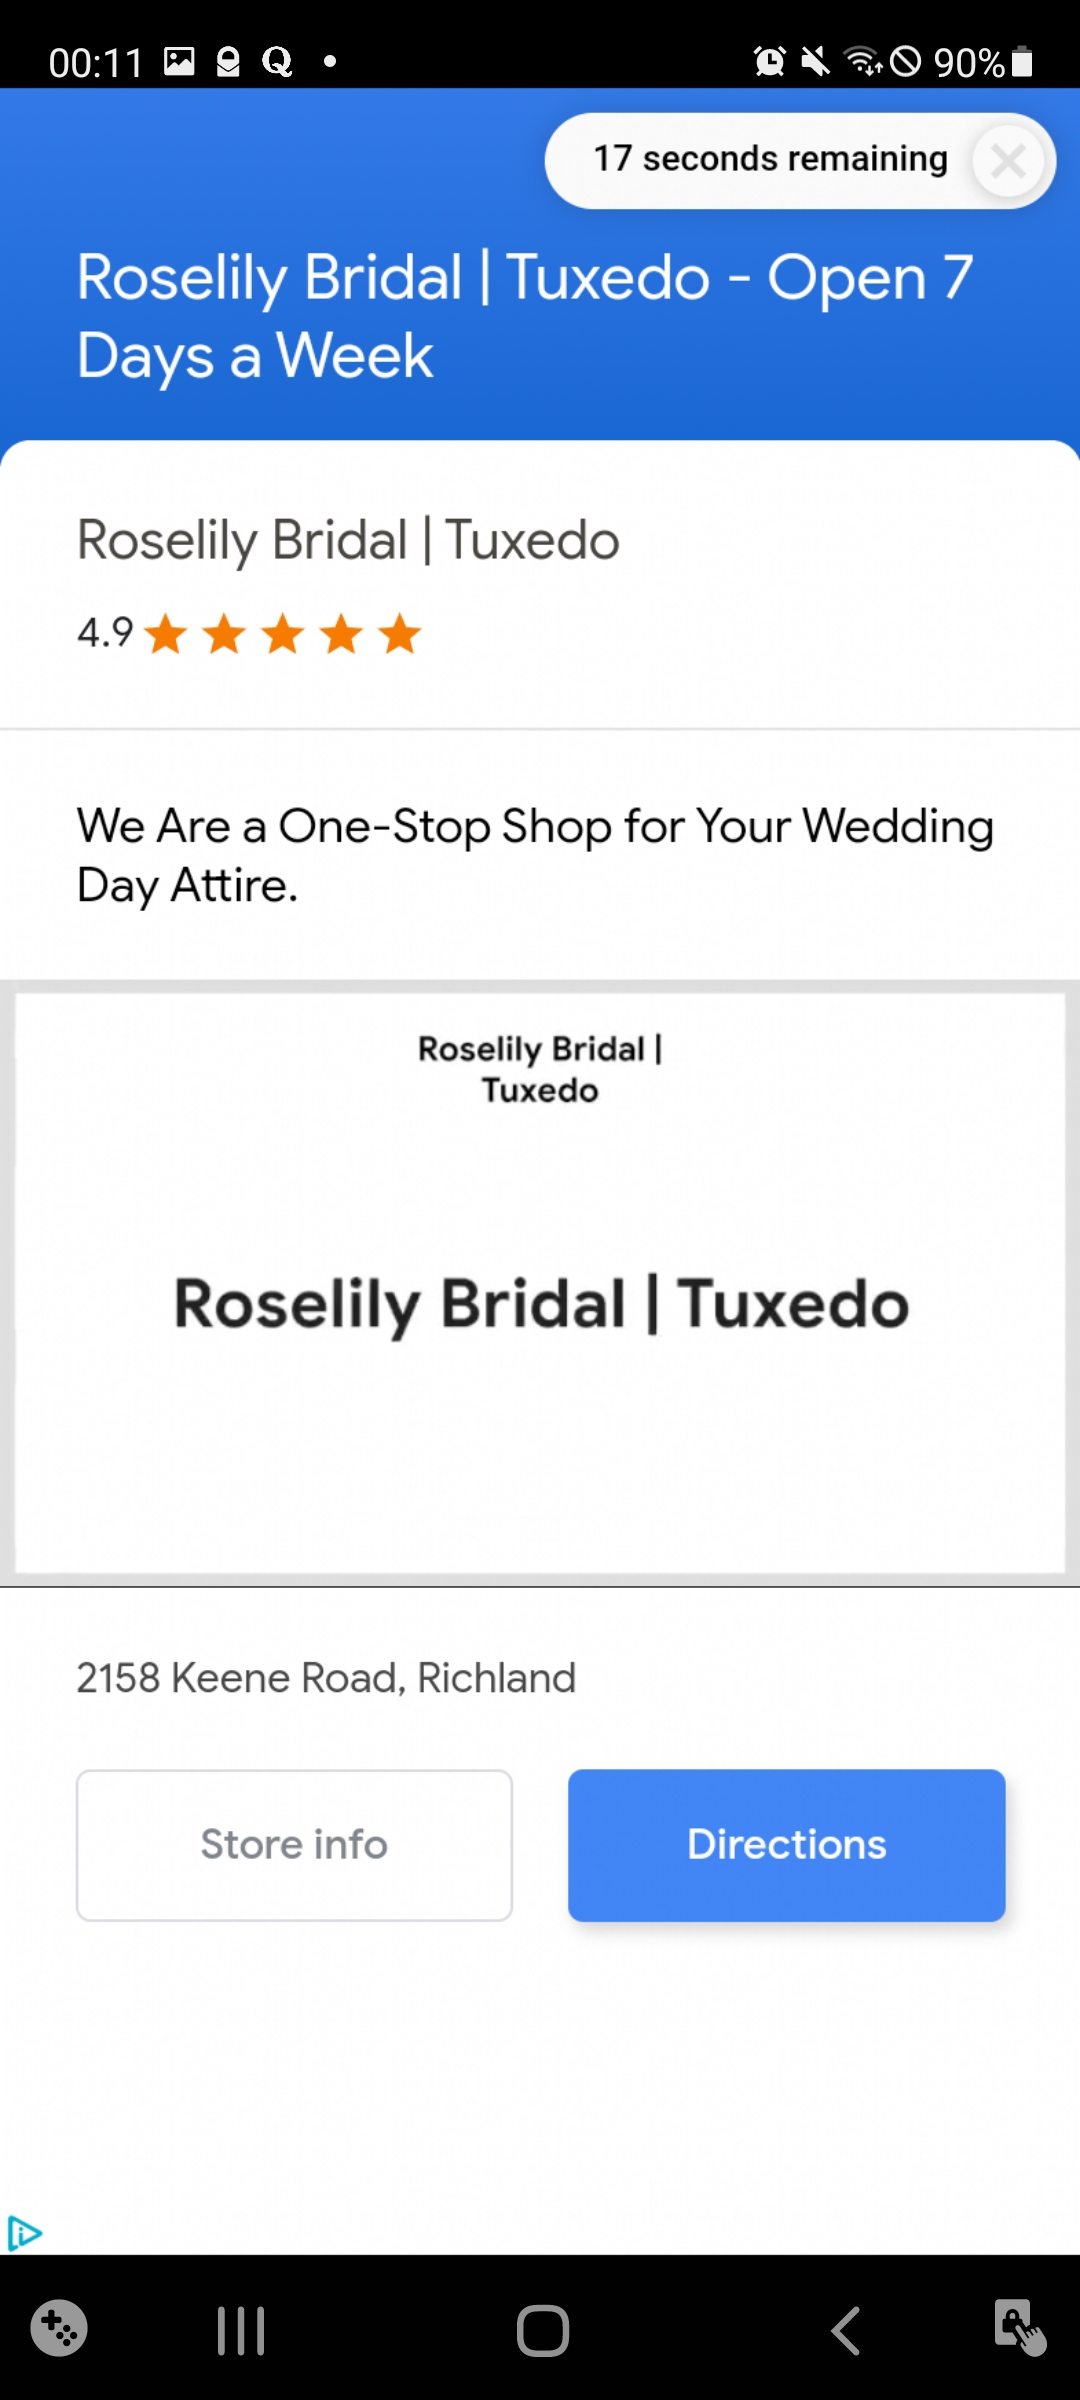 00:11
90%
17 seconds remaining
Roselily Bridal | Tuxedo - Open 7
Days a Week
Roselily Bridal | Tuxedo
4.9
We Are a One-Stop Shop for Your Wedding
Day Attire.
Roselily Bridal |
Tuxedo
Roselily Bridal | Tuxedo
2158 Keene Road, Richland
Store info
Directions